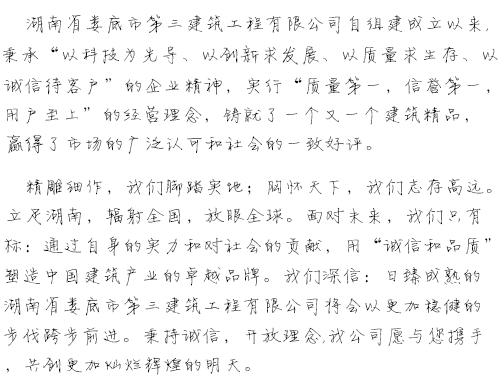 湖南省娄底市第三建筑工程有限公司自组建成立以来,
秉承“以科技为先导、以创新求发展、以质量求生存、以
诚信待客户”的企业精神，实行“质量第一，信誉第一，
用户至上”的经营理念，铸就了一个又一个建筑精品，
赢得了市场的广泛认可和社会的一致好评。
精雕细作，我们脚踏实地；胸怀天下，我们志存高远。
立足湖南，辐射全国，放眼全球。面对未来，我们只有
标：通过自身的实力和对社会的贡献，用“诚信和品质”
塑造中国建筑产业的卓越品牌。我们深信：日臻成熟的
湖南省娄底市第三建筑工程有限公司将会以更加稳健的
步伐跨步前进。秉持诚信，开放理念,我公司愿与您携手
，共创更加灿烂辉煌的明天。